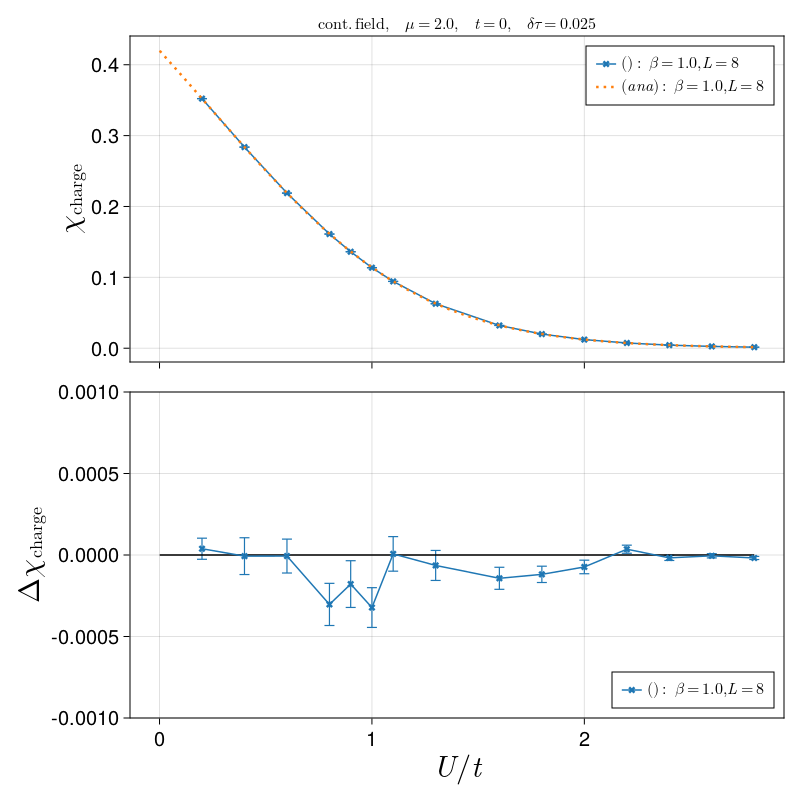 cont. field, μ = 2.0, t = 0, δτ = 0.025
0.4
0.3
0.2
0.1
0.0
χcharge
() : β = 1.0, L = 8
(ana) : β = 1.0, L = 8
0.0010
0.0005
0.0000
-0.0005
-0.0010
Δχcharge
() : β = 1.0, L = 8
0 1 2
U/t